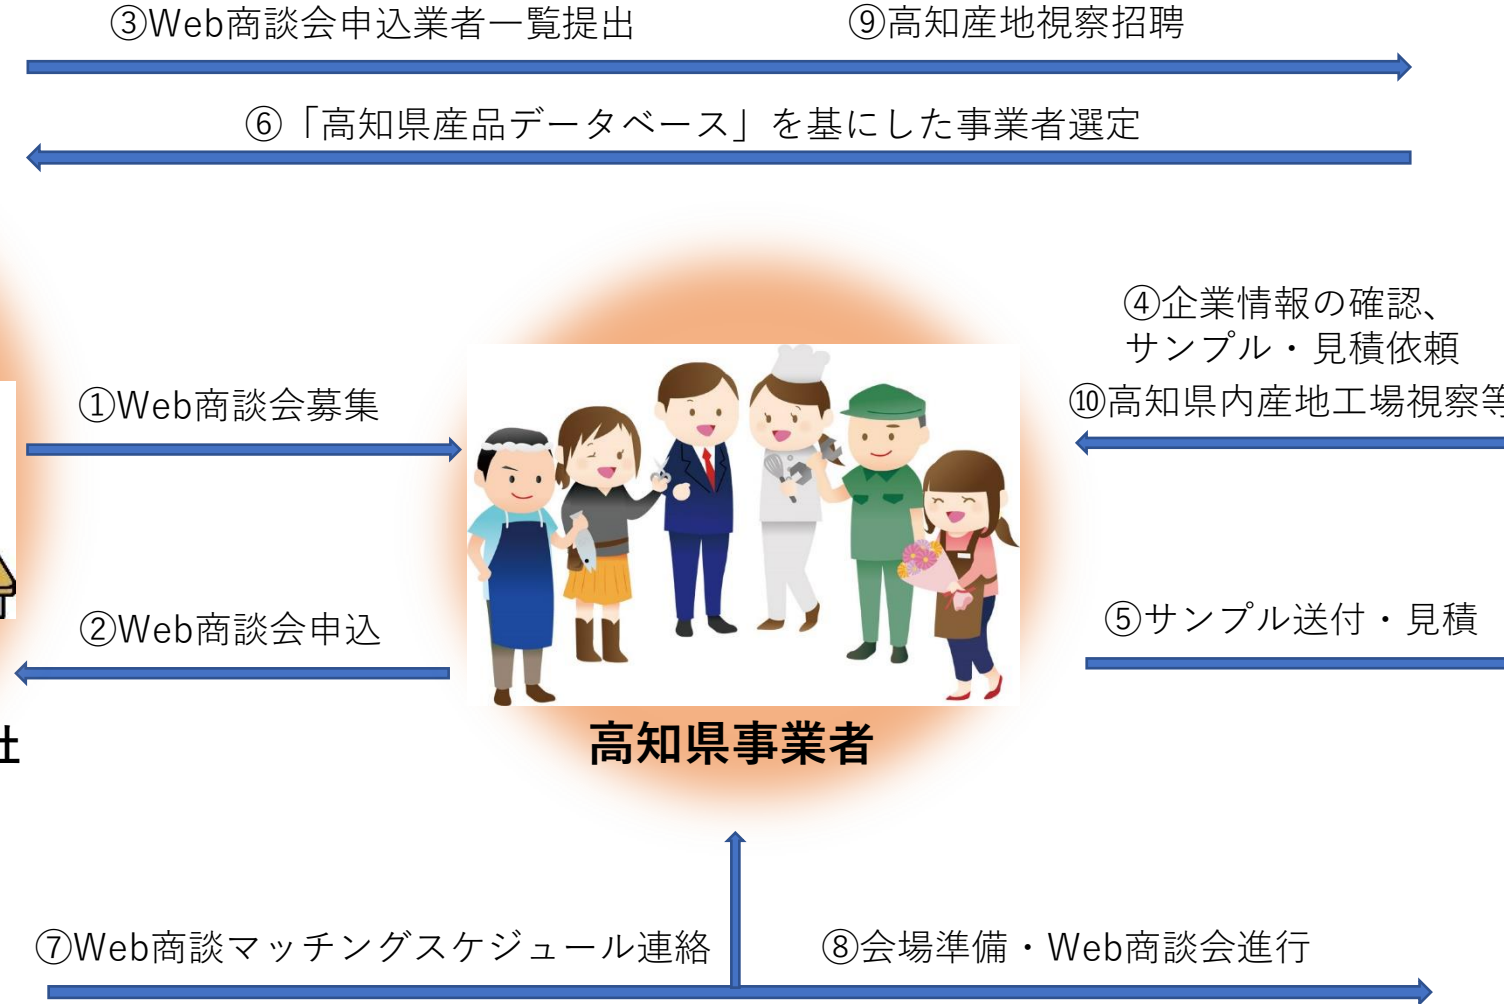 ③Web商談会申込業者一覧提出
⑨高知産地視察招聘
⑥「高知県産品データベース」を基にした事業者選定
④企業情報の確認、
サンプル・見積依頼
①Web商談会募集
⑩高知県内産地工場視察等
②Web商談会申込
⑤サンプル送付・見積
社
高知県事業者
⑦Web商談マッチングスケジュール連絡
⑧会場準備・Web商談会進行